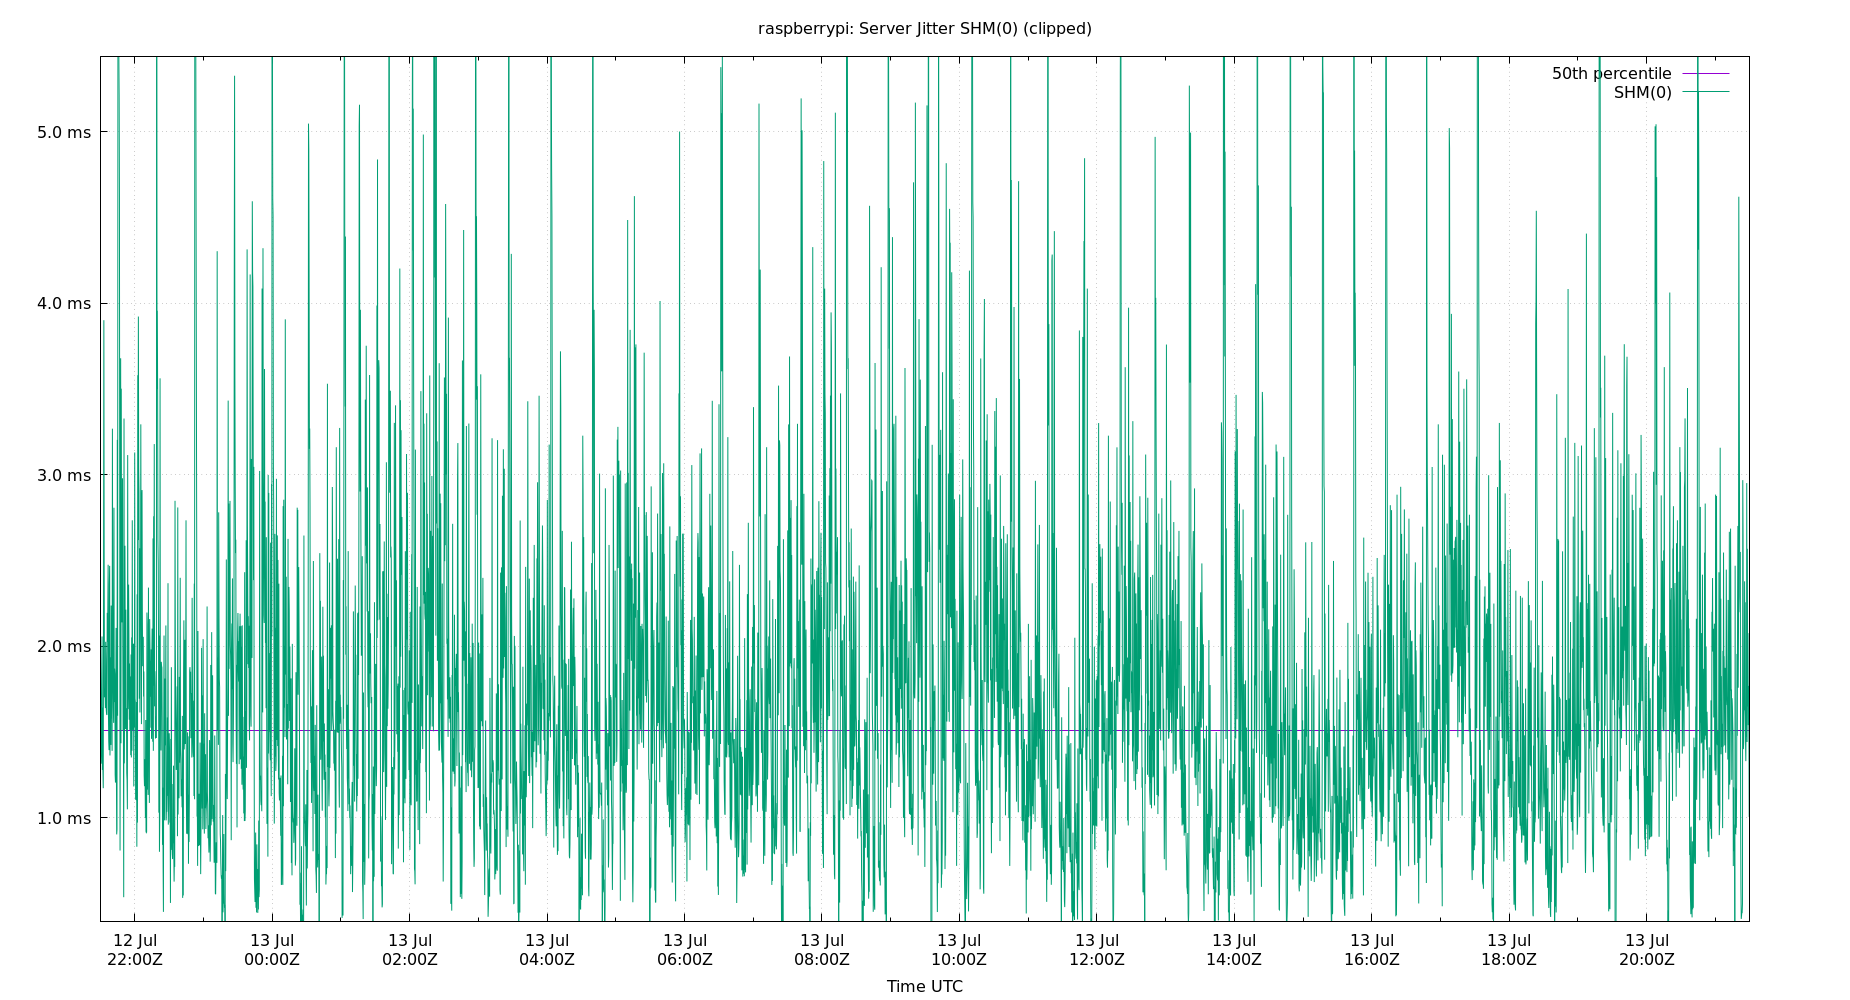 raspberrypi: Server Jitter SHM(0) (clipped)
50th percentile
SHM(0)
5.0 ms
4.0 ms
3.0 ms
2.0 ms
1.0 ms
12 Jul 13 Jul 13 Jul 13 Jul 13 Jul 13 Jul 13 Jul 13 Jul 13 Jul 13 Jul 13 Jul 13 Jul
22:00Z 00:00Z 02:00Z 04:00Z 06:00Z 08:00Z 10:00Z 12:00Z 14:00Z 16:00Z 18:00Z 20:00Z
Time UTC